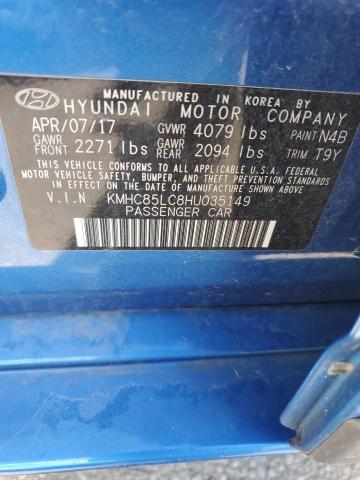 MANUFACTURED IN KOREA BY
HYUNDAI MOTOR COMPANY
APR/07/17 GVWR 4079 lbs PAINT N4B
GAWR FRONT 2271 lbs GAWR REAR 2094 lbs TRIM T9Y
THIS VEHICLE CONFORMS TO ALL APPLICABLE U.S.A FEDERAL
MOTOR VEHICLE SAFETY, BUMPER, AND THEFT PREVENTION
STANDARDS IN EFFECT ON THE DATE OF MANUFACTURE SHOWN ABOVE.
V.I.N KMHC85LC8HU035149
PASSENGER CAR